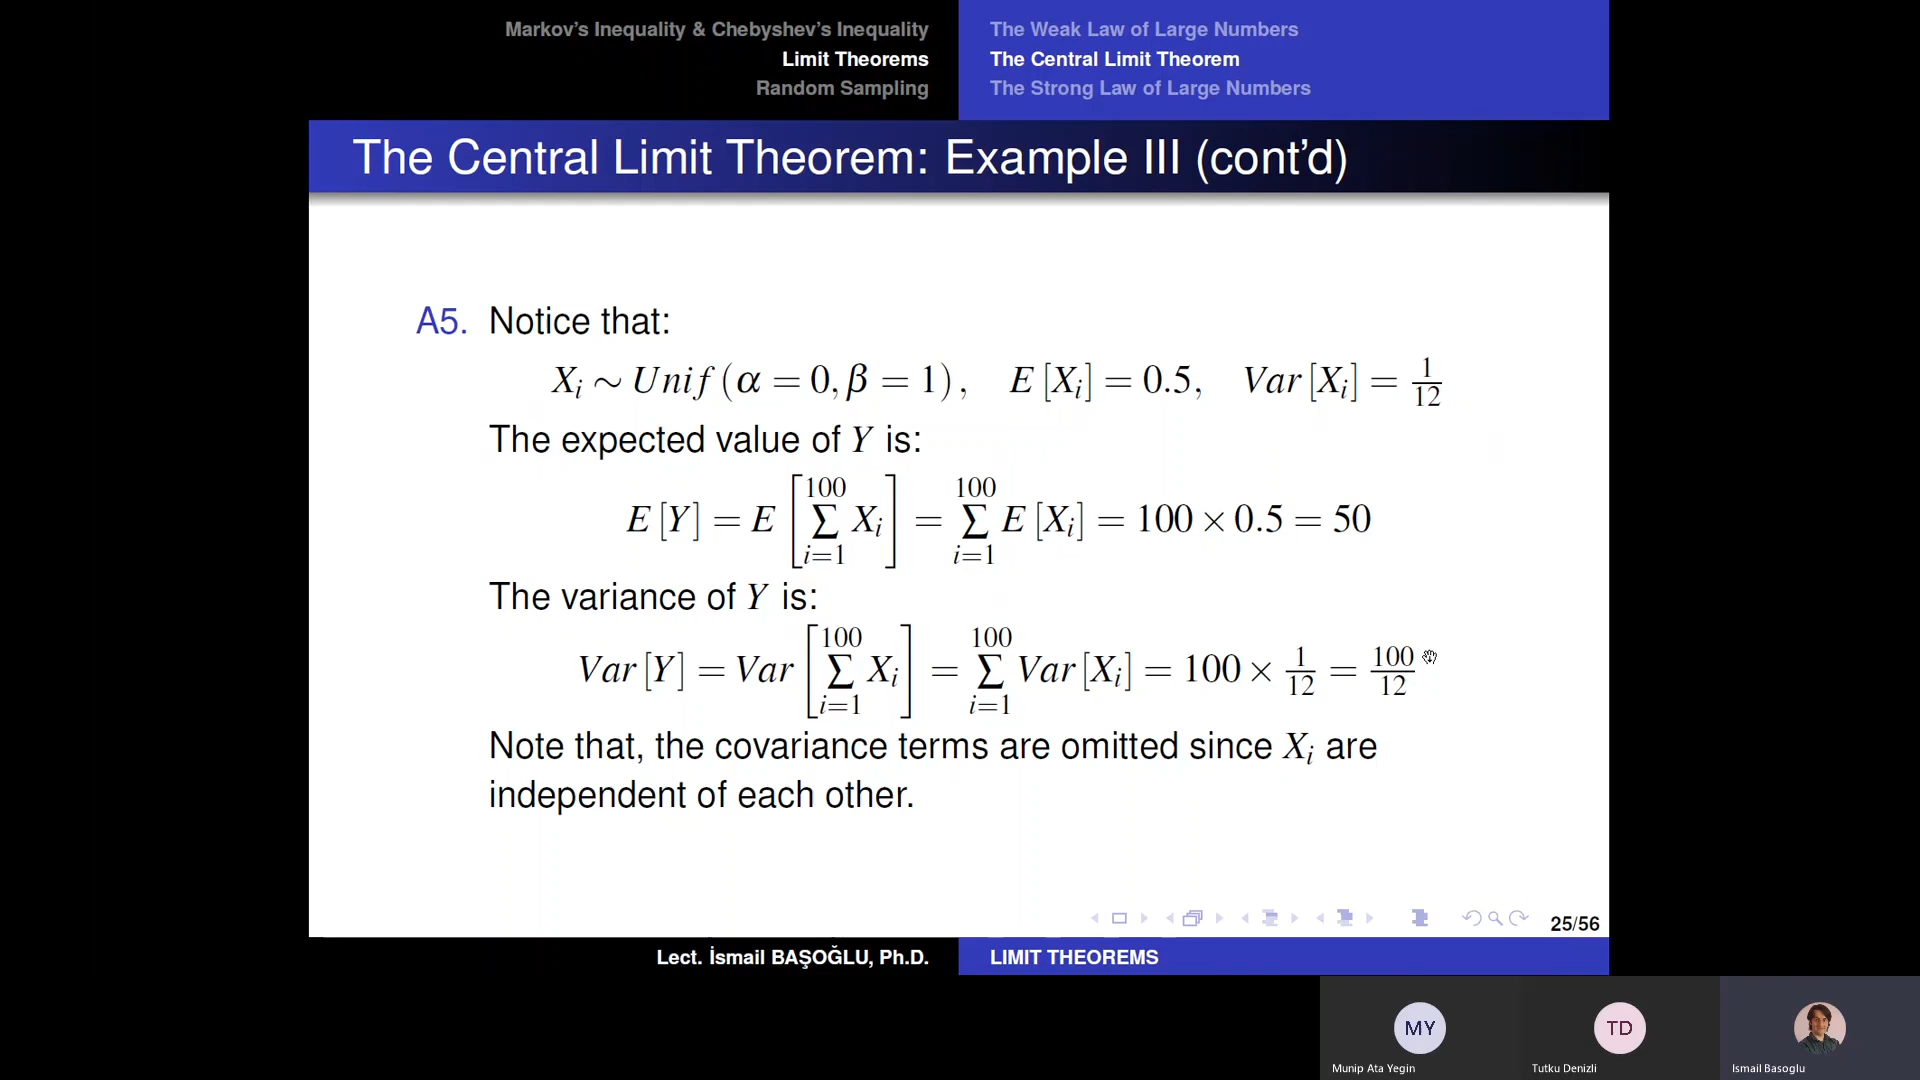 Markov's Inequality & Chebyshev's Inequality
Limit Theorems
Random Sampling
The Weak Law of Large Numbers
The Central Limit Theorem
The Strong Law of Large Numbers
The Central Limit Theorem: Example III (cont'd)
A5. Notice that:
X_i ∼ Unif (α = 0, β = 1), E [X_i] = 0.5, Var [X_i] = 1/12
The expected value of Y is:
E [Y] = E [∑_{i=1}^{100} X_i] = ∑_{i=1}^{100} E [X_i] = 100 × 0.5 = 50
The variance of Y is:
Var [Y] = Var [∑_{i=1}^{100} X_i] = ∑_{i=1}^{100} Var [X_i] = 100 × 1/12 = 100/12
Note that, the covariance terms are omitted since X_i are
independent of each other.
25/56
Lect. İsmail BAŞOĞLU, Ph.D.
LIMIT THEOREMS
MY
TD
Munip Ata Yegin
Tutku Denizli
Ismail Basoglu